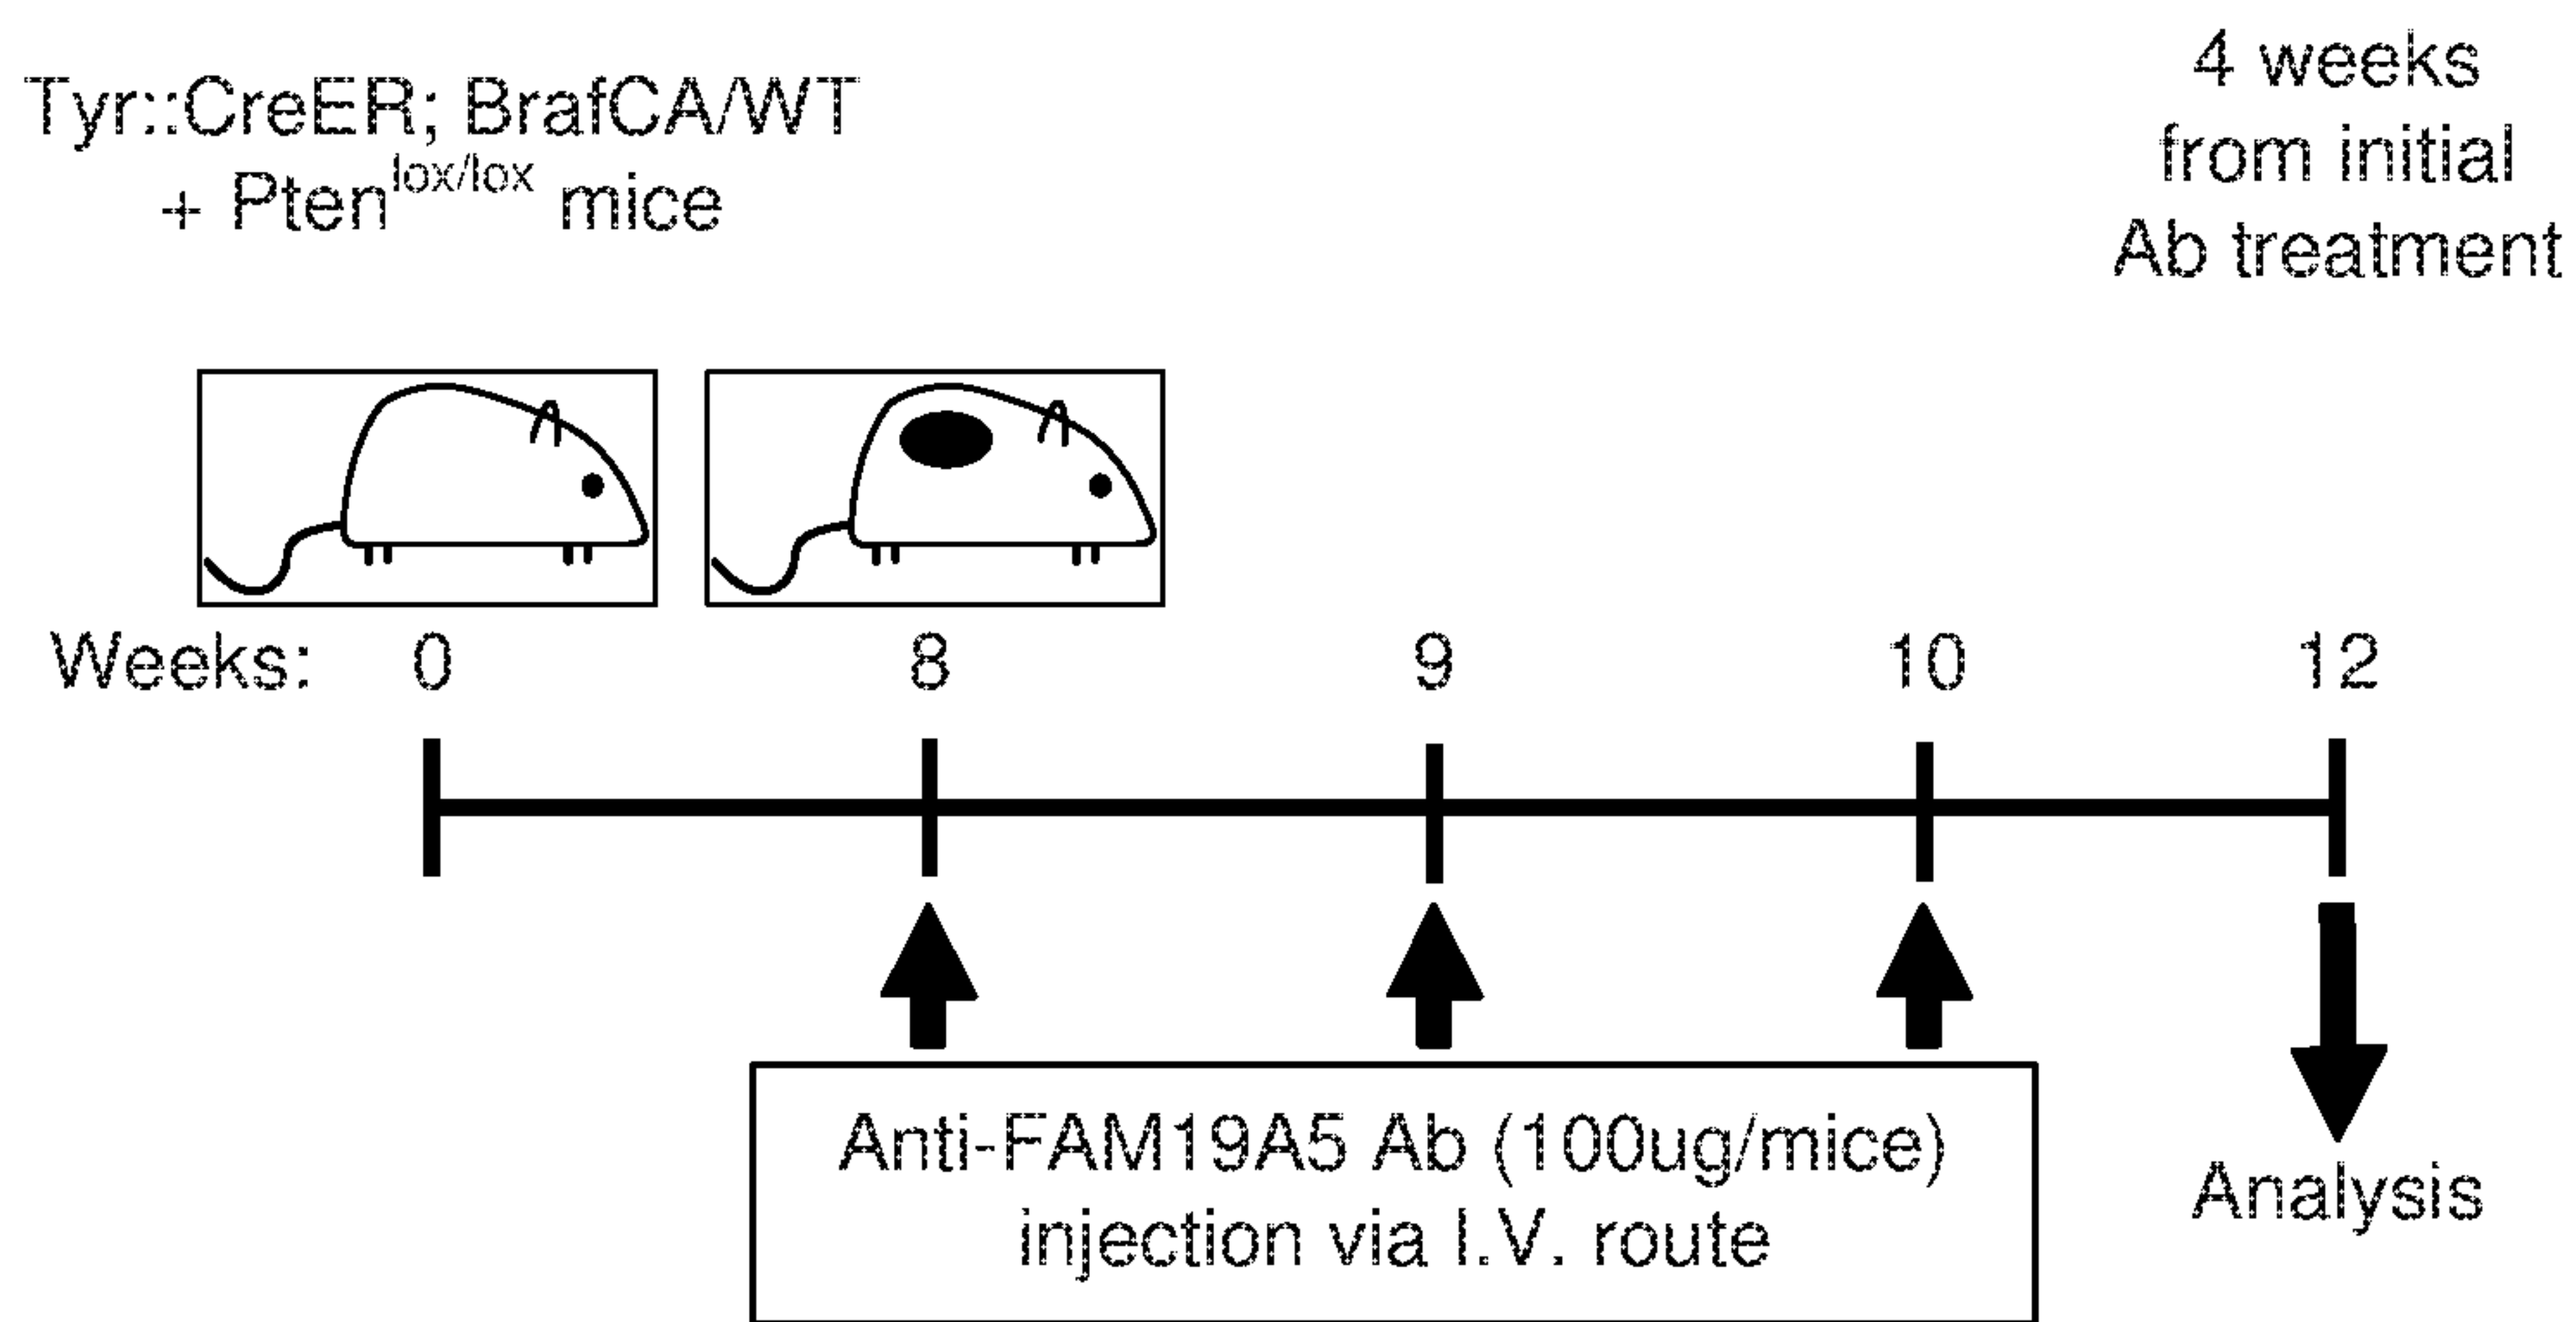 Tyr::CreER; BrafCA/WT
+ Pten^lox/lox mice
4 weeks
from initial
Ab treatment
Weeks: 0 8 9 10 12
Anti-FAM19A5 Ab (100ug/mice)
injection via I.V. route
Analysis